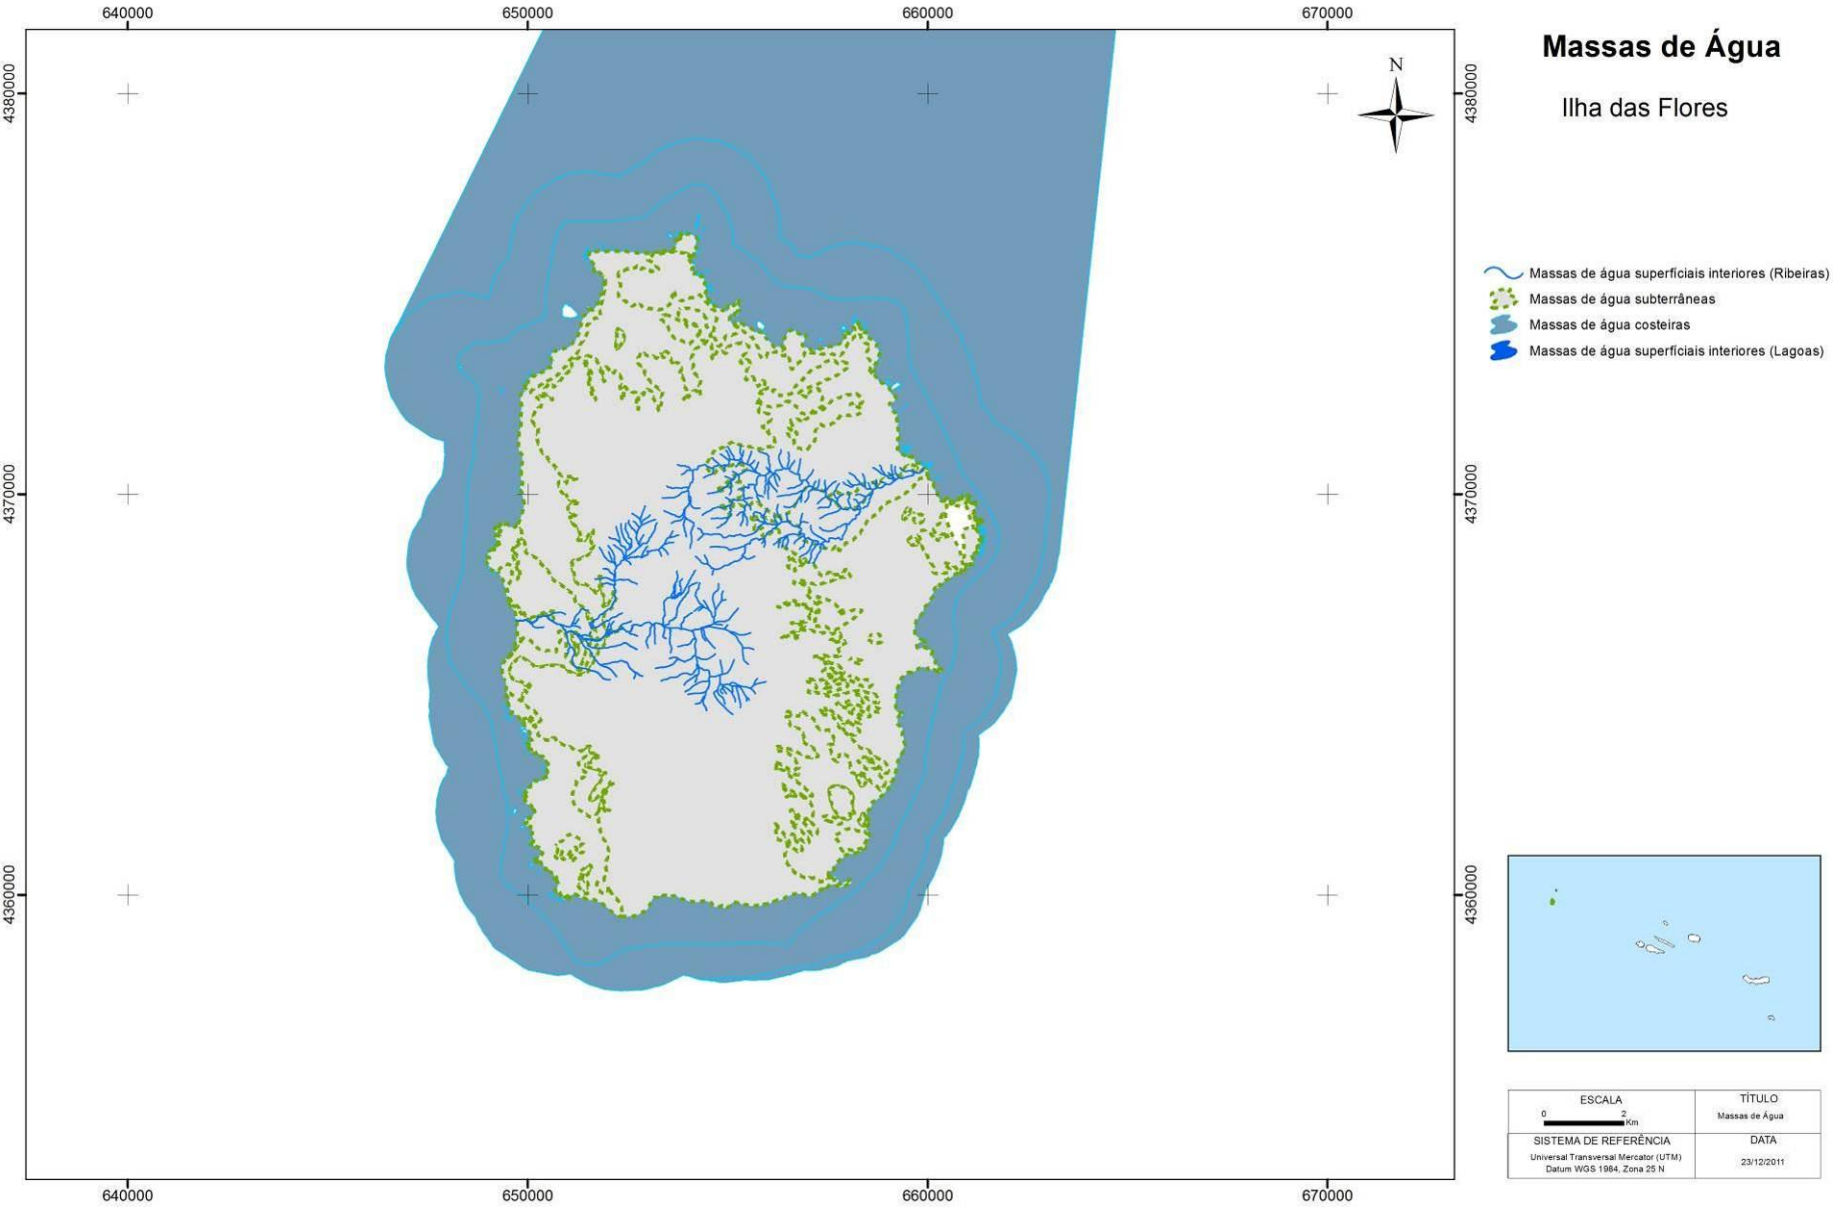 640000
650000
660000
670000
Massas de Água
Ilha das Flores
N
4380000
4380000
Massas de água superficiais interiores (Ribeiras)
Massas de água subterrâneas
Massas de água costeiras
Massas de água superficiais interiores (Lagoas)
4370000
4370000
4360000
4360000
ESCALA
0 2
Km
TÍTULO
Massas de Água
SISTEMA DE REFERÊNCIA
Universal Transversal Mercator (UTM)
Datum WGS 1984, Zona 25 N
DATA
23/12/2011
640000
650000
660000
670000